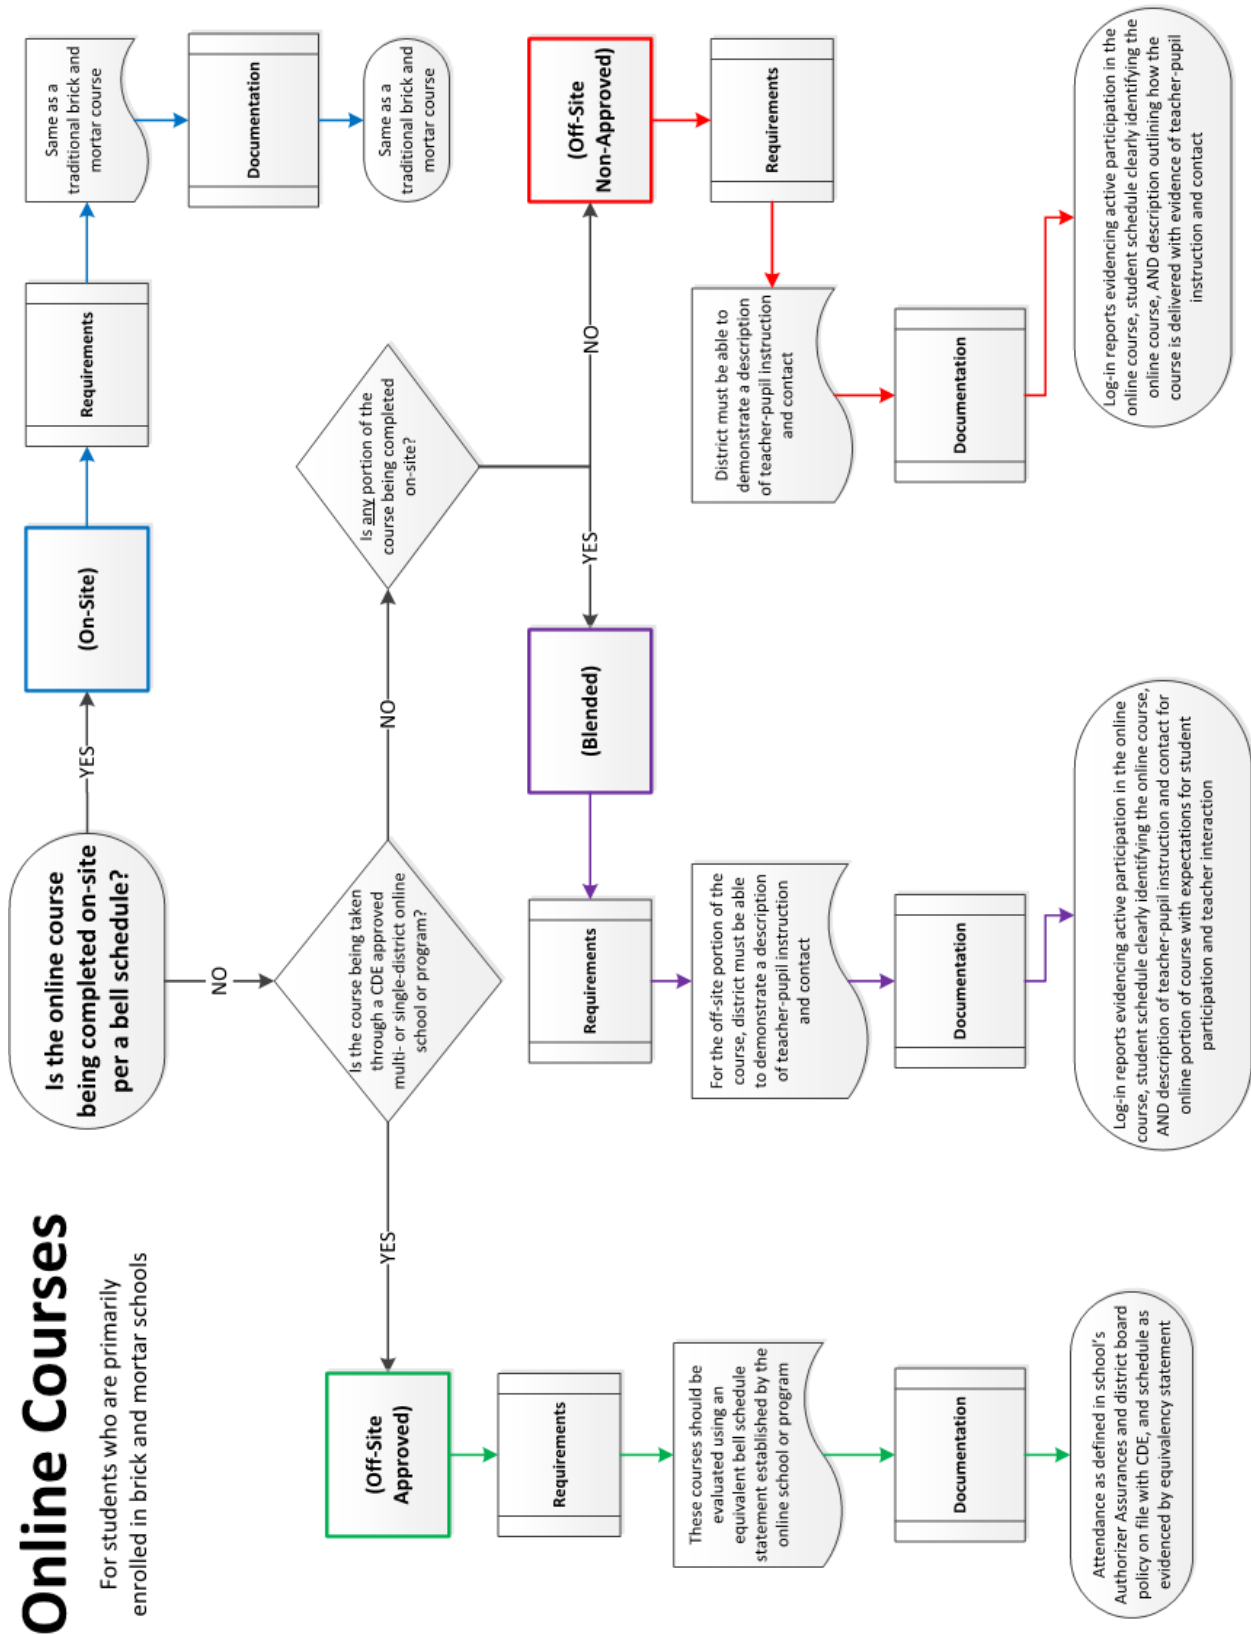 Online Courses
For students who are primarily
enrolled in brick and mortar schools
Is the online course
being completed on-site
per a bell schedule?
YES
(On-Site)
Requirements
Same as a
traditional brick and
mortar course
Documentation
Same as a
traditional brick and
mortar course
NO
Is the course being taken
through a CDE approved
multi- or single-district online
school or program?
YES
NO
Is any portion of the
course being completed
on-site?
YES
NO
(Off-Site
Approved)
Requirements
These courses should be
evaluated using an
equivalent bell schedule
statement established by the
online school or program
Documentation
Attendance as defined in school's
Authorizer Assurances and district board
policy on file with CDE, and schedule as
evidenced by equivalency statement
(Blended)
Requirements
For the off-site portion of the
course, district must be able
to demonstrate a description
of teacher-pupil instruction
and contact
Documentation
Log-in reports evidencing active participation in the online
course, student schedule clearly identifying the online course,
AND description of teacher-pupil instruction and contact for
online portion of course with expectations for student
participation and teacher interaction
(Off-Site
Non-Approved)
Requirements
District must be able to
demonstrate a description
of teacher-pupil instruction
and contact
Documentation
Log-in reports evidencing active participation in the
online course, student schedule clearly identifying the
online course, AND description outlining how the
course is delivered with evidence of teacher-pupil
instruction and contact